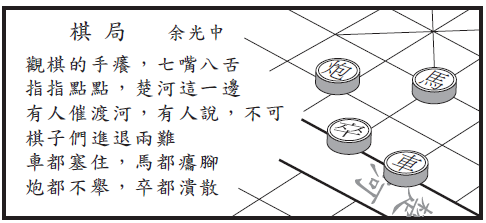 棋局 余光中
觀棋的手癢，七嘴八舌
指指點點，楚河這一邊
有人催渡河，有人說，不可
棋子們進退兩難
車都塞住，馬都癟腳
炮都不舉，卒都潰散
炮
馬
卒
車
楚河